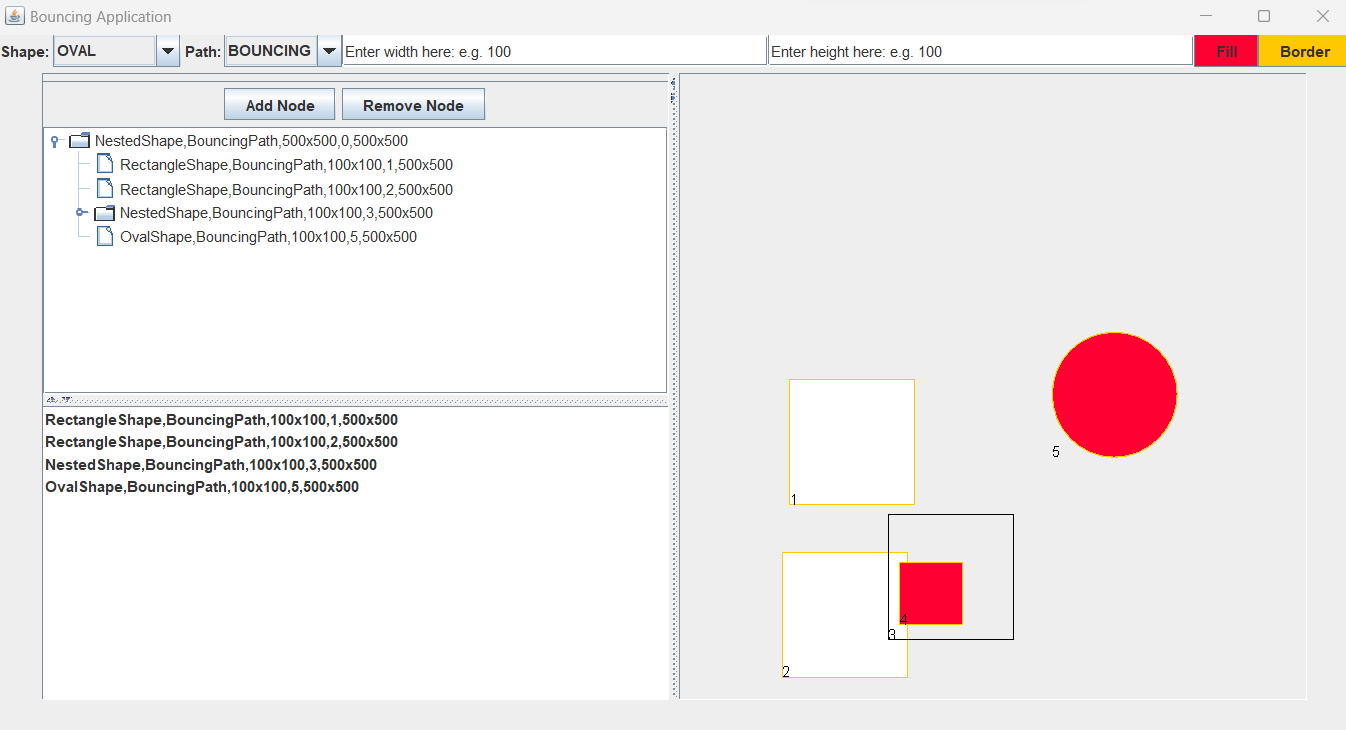 Bouncing Application
Shape: OVAL Path: BOUNCING Enter width here: e.g. 100 Enter height here: e.g. 100 Fill Border
Add Node Remove Node
NestedShape,BouncingPath,500x500,0,500x500
RectangleShape,BouncingPath,100x100,1,500x500
RectangleShape,BouncingPath,100x100,2,500x500
NestedShape,BouncingPath,100x100,3,500x500
OvalShape,BouncingPath,100x100,5,500x500
RectangleShape,BouncingPath,100x100,1,500x500
RectangleShape,BouncingPath,100x100,2,500x500
NestedShape,BouncingPath,100x100,3,500x500
OvalShape,BouncingPath,100x100,5,500x500
5
1
4
3
2